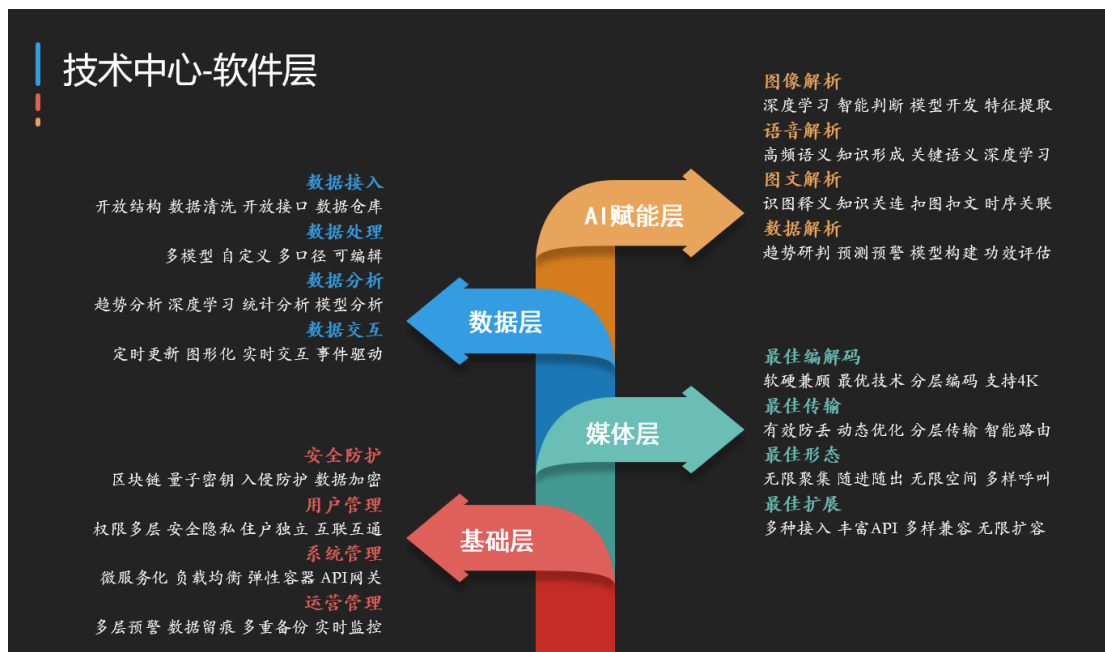 技术中心-软件层
数据接入
开放结构 数据清洗 开放接口 数据仓库
数据处理
多模型 自定义 多口径 可编辑
数据分析
趋势分析 深度学习 统计分析 模型分析
数据交互
定时更新 图形化 实时交互 事件驱动
安全防护
区块链 量子密钥 入侵防护 数据加密
用户管理
权限多层 安全隐私 住户独立 互联互通
系统管理
微服务化 负载均衡 弹性容器 API网关
运营管理
多层预警 数据留痕 多重备份 实时监控
AI赋能层
数据层
媒体层
基础层
图像解析
深度学习 智能判断 模型开发 特征提取
语音解析
高频语义 知识形成 关键语义 深度学习
图文解析
识图释义 知识关连 扣图扣文 时序关联
数据解析
趋势研判 预测预警 模型构建 功效评估
最佳编解码
软硬兼顾 最优技术 分层编码 支持4K
最佳传输
有效防丢 动态优化 分层传输 智能路由
最佳形态
无限聚集 随进随出 无限空间 多样呼叫
最佳扩展
多种接入 丰富API 多样兼容 无限扩容